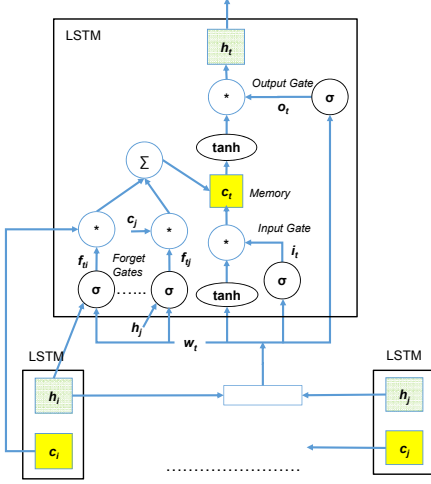 LSTM
h_t
Output Gate
* o_t σ
tanh
Σ
c_t Memory
* c_j * * Input Gate
f_ti Forget Gates f_tj i_t
σ ...... σ tanh σ
h_j w_t
LSTM LSTM
h_i h_j
c_i c_j
..............................